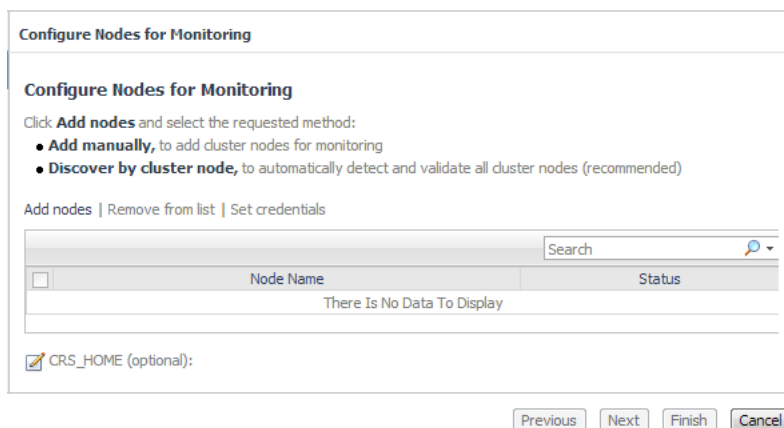 Configure Nodes for Monitoring
Configure Nodes for Monitoring
Click Add nodes and select the requested method:
● Add manually, to add cluster nodes for monitoring
● Discover by cluster node, to automatically detect and validate all cluster nodes (recommended)
Add nodes | Remove from list | Set credentials
Search
Node Name Status
There Is No Data To Display
CRS_HOME (optional):
Previous Next Finish Cancel